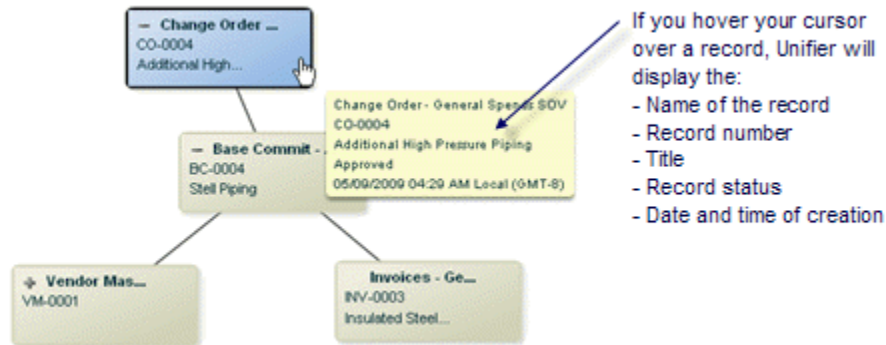 – Change Order ...
CO-0004
Additional High...
If you hover your cursor
over a record, Unifier will
display the:
- Name of the record
- Record number
- Title
- Record status
- Date and time of creation
Change Order - General Spends SOV
CO-0004
Additional High Pressure Piping
Approved
05/09/2009 04:29 AM Local (GMT-8)
– Base Commit -
BC-0004
Stell Piping
+ Vendor Mas...
VM-0001
Invoices - Ge...
INV-0003
Insulated Steel...